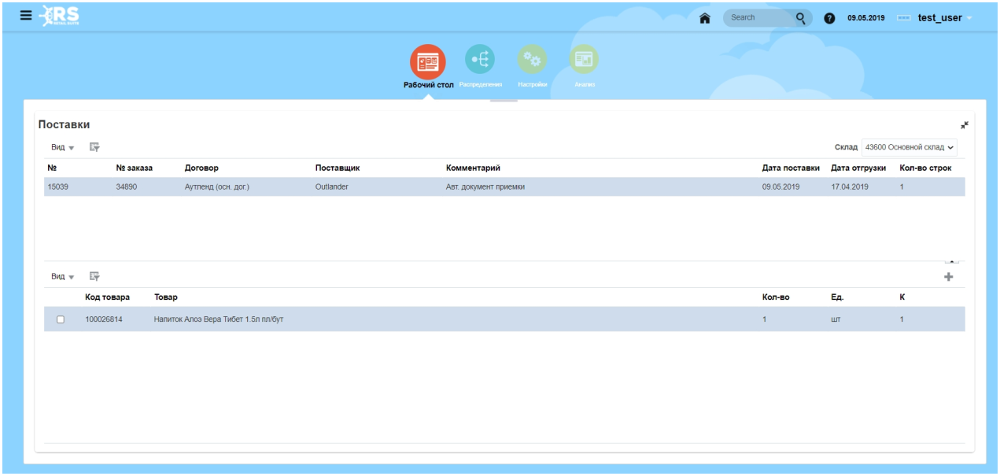 RS
RETAIL SUITE
Search
09.05.2019
test_user
Рабочий стол
Распределения
Настройки
Анализ
Поставки
Вид
Склад 43600 Основной склад
№ № заказа Договор Поставщик Комментарий Дата поставки Дата отгрузки Кол-во строк
15039 34890 Аутленд (осн. дог.) Outlander Авт. документ приемки 09.05.2019 17.04.2019 1
Вид
Код товара Товар Кол-во Ед. К
100026814 Напиток Алоэ Вера Тибет 1.5л пл/бут 1 шт 1